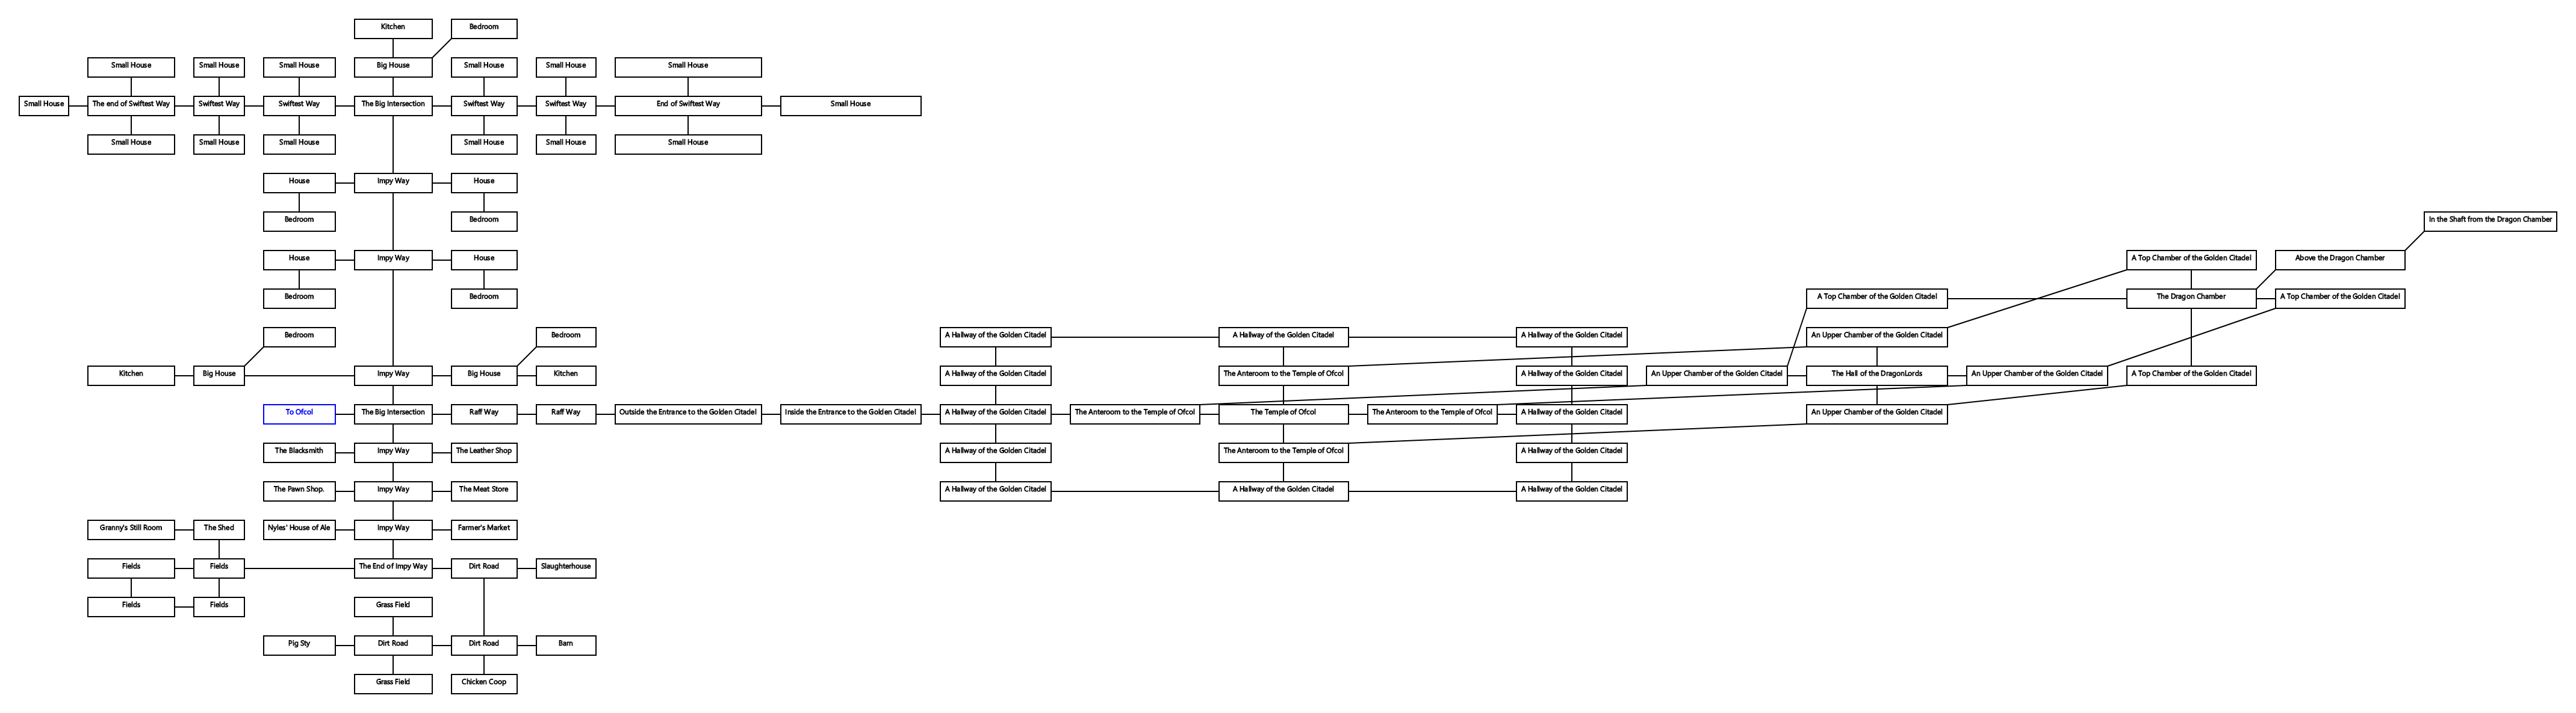 Kitchen
Bedroom
Small House
Small House
Small House
Big House
Small House
Small House
Small House
Small House
The end of Swiftest Way
Swiftest Way
Swiftest Way
The Big Intersection
Swiftest Way
Swiftest Way
End of Swiftest Way
Small House
Small House
Small House
Small House
Small House
Small House
Small House
House
Impy Way
House
Bedroom
Bedroom
In the Shaft from the Dragon Chamber
House
Impy Way
House
A Top Chamber of the Golden Citadel
Above the Dragon Chamber
Bedroom
Bedroom
A Top Chamber of the Golden Citadel
The Dragon Chamber
A Top Chamber of the Golden Citadel
Bedroom
Bedroom
A Hallway of the Golden Citadel
A Hallway of the Golden Citadel
A Hallway of the Golden Citadel
An Upper Chamber of the Golden Citadel
Kitchen
Big House
Impy Way
Big House
Kitchen
A Hallway of the Golden Citadel
The Anteroom to the Temple of Ofcol
A Hallway of the Golden Citadel
An Upper Chamber of the Golden Citadel
The Hall of the DragonLords
An Upper Chamber of the Golden Citadel
A Top Chamber of the Golden Citadel
To Ofcol
The Big Intersection
Raff Way
Raff Way
Outside the Entrance to the Golden Citadel
Inside the Entrance to the Golden Citadel
A Hallway of the Golden Citadel
The Anteroom to the Temple of Ofcol
The Temple of Ofcol
The Anteroom to the Temple of Ofcol
A Hallway of the Golden Citadel
An Upper Chamber of the Golden Citadel
The Blacksmith
Impy Way
The Leather Shop
A Hallway of the Golden Citadel
The Anteroom to the Temple of Ofcol
A Hallway of the Golden Citadel
The Pawn Shop.
Impy Way
The Meat Store
A Hallway of the Golden Citadel
A Hallway of the Golden Citadel
A Hallway of the Golden Citadel
Granny's Still Room
The Shed
Nyles' House of Ale
Impy Way
Farmer's Market
Fields
Fields
The End of Impy Way
Dirt Road
Slaughterhouse
Fields
Fields
Grass Field
Pig Sty
Dirt Road
Dirt Road
Barn
Grass Field
Chicken Coop